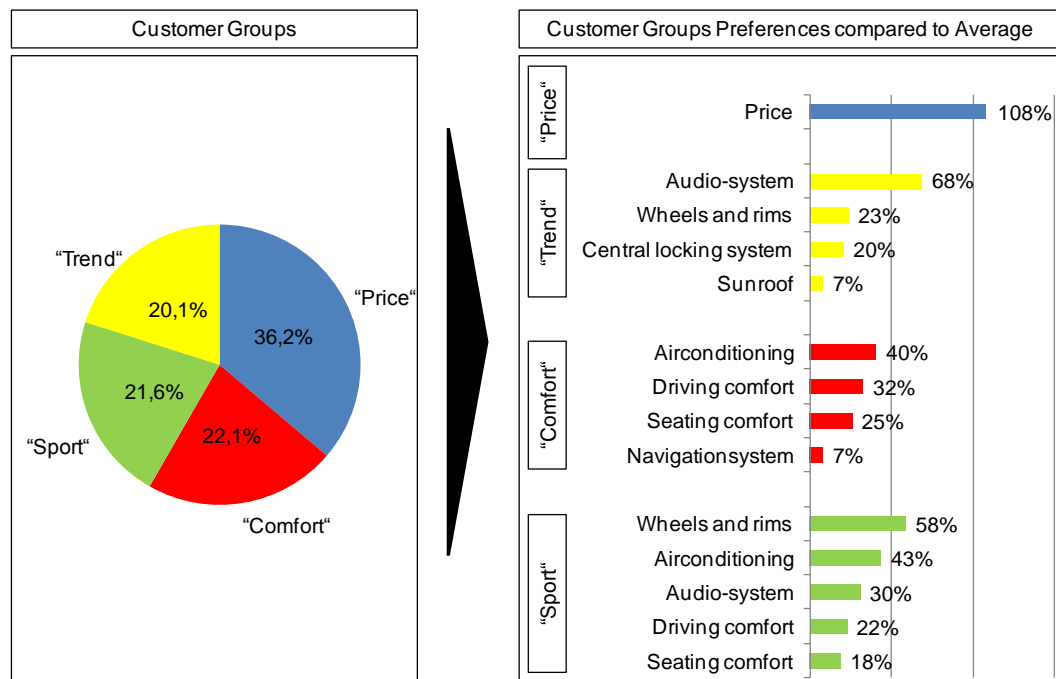 Customer Groups
“Trend“
20,1%
“Price“
36,2%
21,6%
“Sport“
22,1%
“Comfort“
Customer Groups Preferences compared to Average
“Price“
Price
108%
“Trend“
Audio-system
68%
Wheels and rims
23%
Central locking system
20%
Sunroof
7%
“Comfort“
Airconditioning
40%
Driving comfort
32%
Seating comfort
25%
Navigationsystem
7%
“Sport“
Wheels and rims
58%
Airconditioning
43%
Audio-system
30%
Driving comfort
22%
Seating comfort
18%